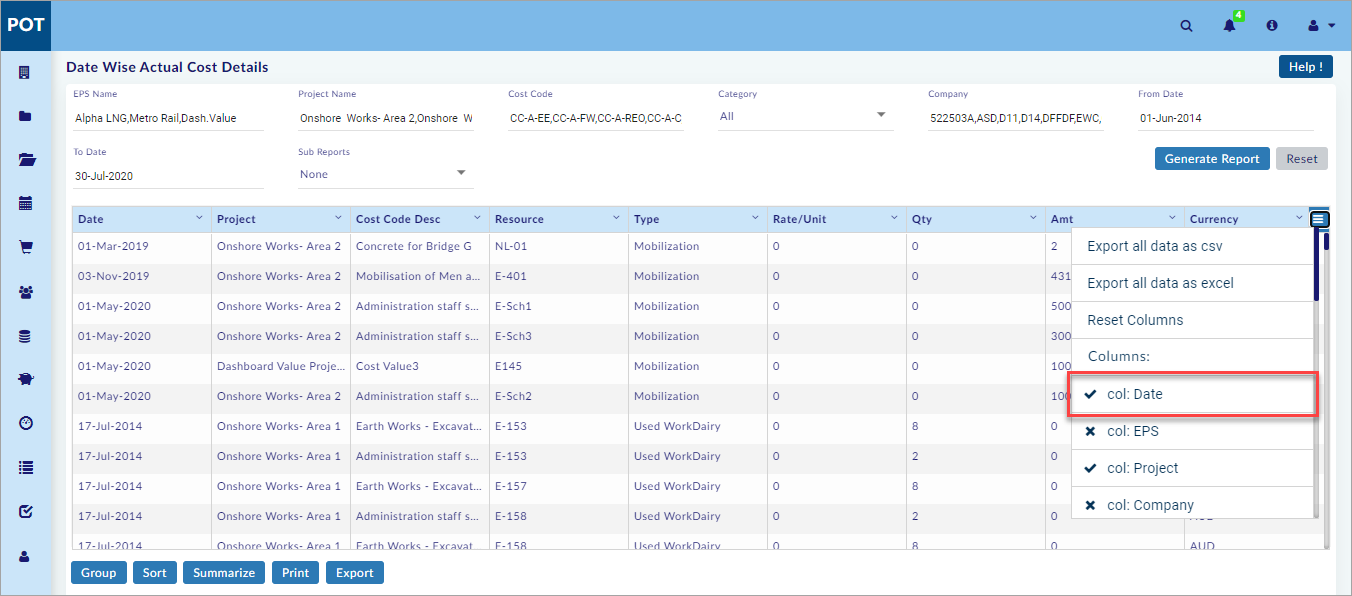 POT
4
Date Wise Actual Cost Details
Help !
EPS Name Project Name Cost Code Category Company From Date
Alpha LNG,Metro Rail,Dash.Value Onshore Works- Area 2,Onshore W CC-A-EE,CC-A-FW,CC-A-REO,CC-A-C All 522503A,ASD,D11,D14,DFFDF,EWC, 01-Jun-2014
To Date Sub Reports
30-Jul-2020 None Generate Report Reset
Date Project Cost Code Desc Resource Type Rate/Unit Qty Amt Currency
01-Mar-2019 Onshore Works- Area 2 Concrete for Bridge G NL-01 Mobilization 0 0 2
03-Nov-2019 Onshore Works- Area 2 Mobilisation of Men a... E-401 Mobilization 0 0 431
01-May-2020 Onshore Works- Area 2 Administration staff s... E-Sch1 Mobilization 0 0 500
01-May-2020 Onshore Works- Area 2 Administration staff s... E-Sch3 Mobilization 0 0 300
01-May-2020 Dashboard Value Proje... Cost Value3 E145 Mobilization 0 0 100
01-May-2020 Onshore Works- Area 2 Administration staff s... E-Sch2 Mobilization 0 0 100
17-Jul-2014 Onshore Works- Area 1 Earth Works - Excavat... E-153 Used WorkDairy 0 8 0
17-Jul-2014 Onshore Works- Area 1 Administration staff s... E-153 Used WorkDairy 0 2 0
17-Jul-2014 Onshore Works- Area 1 Earth Works - Excavat... E-157 Used WorkDairy 0 8 0
17-Jul-2014 Onshore Works- Area 1 Administration staff s... E-158 Used WorkDairy 0 2 0
17-Jul-2014 Onshore Works- Area 1 Earth Works - Excavat... E-158 Used WorkDairy 0 8 0 AUD
Export all data as csv
Export all data as excel
Reset Columns
Columns:
col: Date
col: EPS
col: Project
col: Company
Group Sort Summarize Print Export